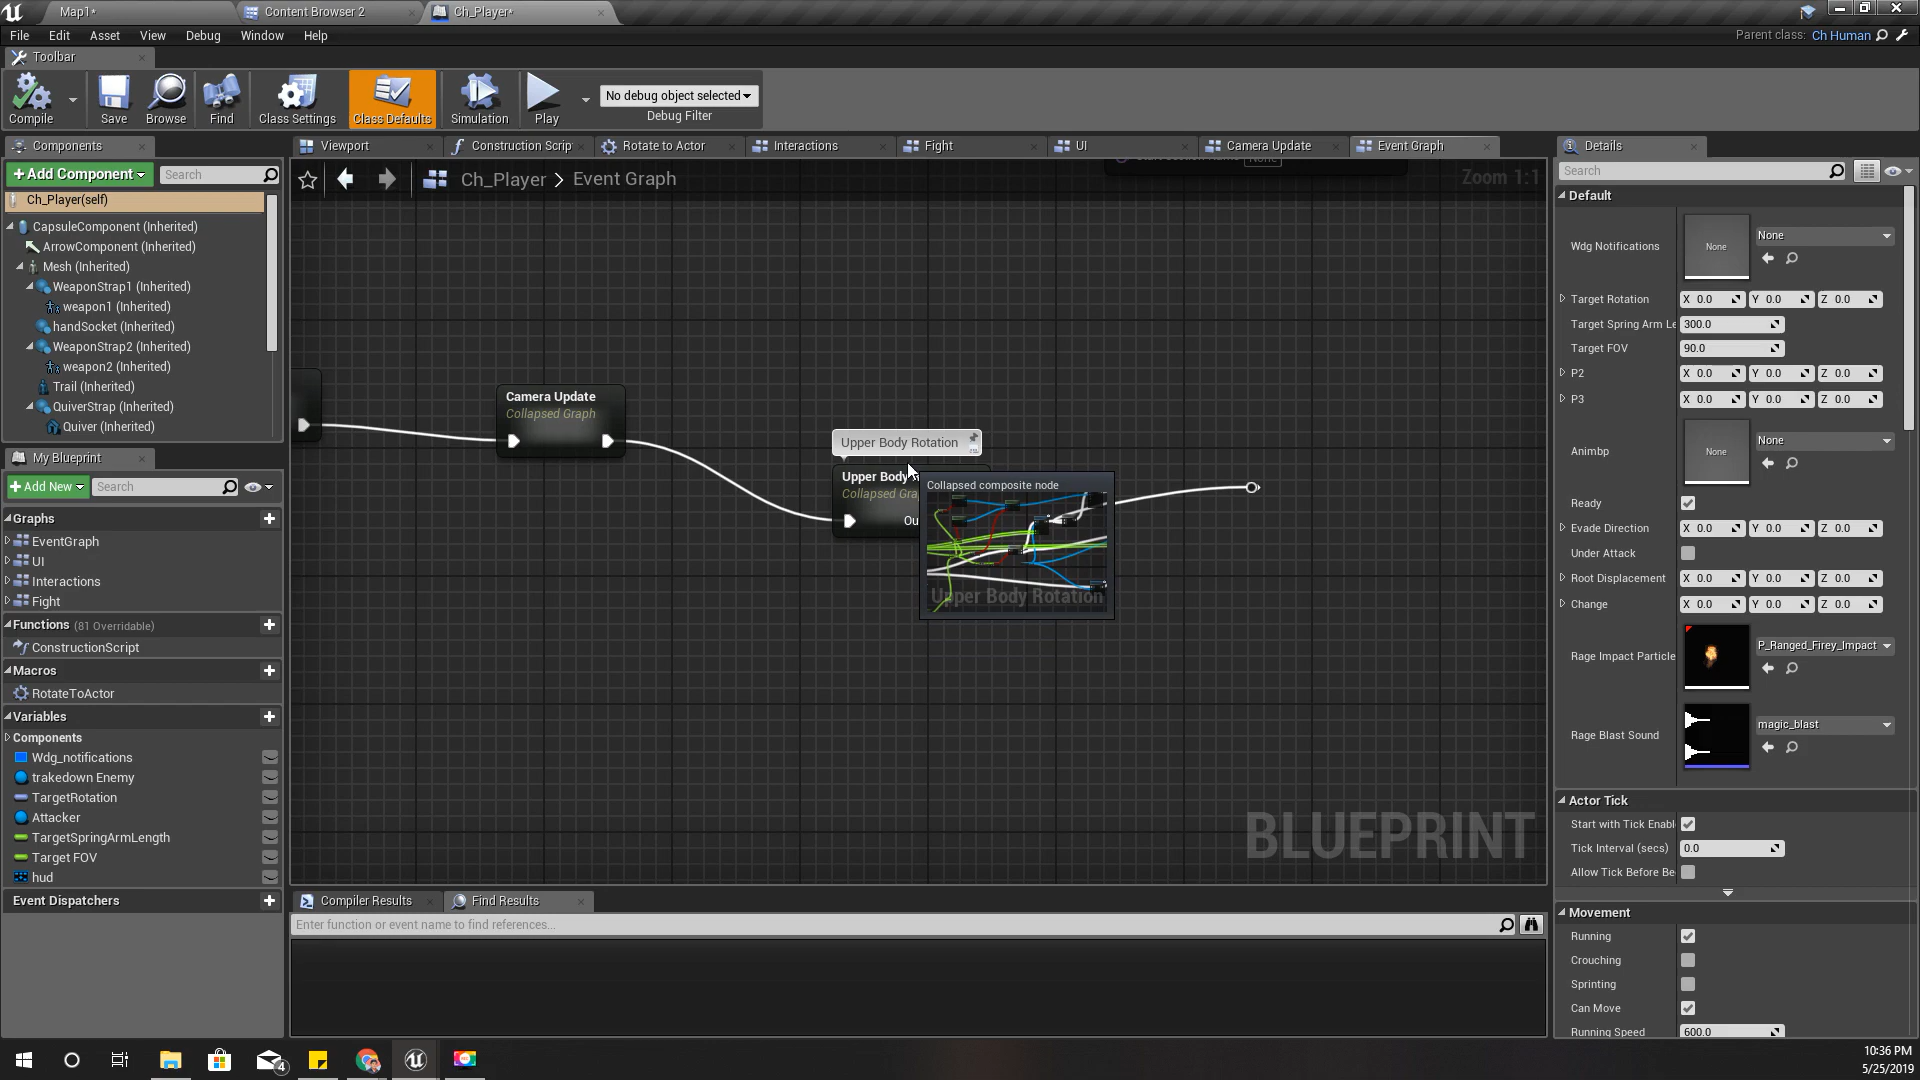 Map1*
Content Browser 2
Ch_Player*
File Edit Asset View Debug Window Help
Parent class: Ch Human
Toolbar
Compile
Save
Browse
Find
Class Settings
Class Defaults
Simulation
Play
No debug object selected
Debug Filter
Components
Viewport
Construction Scrip
Rotate to Actor
Interactions
Fight
UI
Camera Update
Event Graph
Details
+Add Component
Search
Ch_Player(self)
CapsuleComponent (Inherited)
ArrowComponent (Inherited)
Mesh (Inherited)
WeaponStrap1 (Inherited)
weapon1 (Inherited)
handSocket (Inherited)
WeaponStrap2 (Inherited)
weapon2 (Inherited)
Trail (Inherited)
QuiverStrap (Inherited)
Quiver (Inherited)
My Blueprint
+Add New
Search
Graphs
EventGraph
UI
Interactions
Fight
Functions (81 Overridable)
ConstructionScript
Macros
RotateToActor
Variables
Components
Wdg_notifications
trakedown Enemy
TargetRotation
Attacker
TargetSpringArmLength
Target FOV
hud
Event Dispatchers
Ch_Player > Event Graph
None
Zoom 1:1
Camera Update
Collapsed Graph
Upper Body Rotation
Upper Body
Collapsed Gra
Ou
Collapsed composite node
Upper Body Rotation
BLUEPRINT
Compiler Results
Find Results
Enter function or event name to find references...
Search
Default
Wdg Notifications
None
None
Target Rotation X 0.0 Y 0.0 Z 0.0
Target Spring Arm Le 300.0
Target FOV 90.0
P2 X 0.0 Y 0.0 Z 0.0
P3 X 0.0 Y 0.0 Z 0.0
Animbp
None
None
Ready
Evade Direction X 0.0 Y 0.0 Z 0.0
Under Attack
Root Displacement X 0.0 Y 0.0 Z 0.0
Change X 0.0 Y 0.0 Z 0.0
Rage Impact Particle
P_Ranged_Firey_Impact
Rage Blast Sound
magic_blast
Actor Tick
Start with Tick Enabl
Tick Interval (secs) 0.0
Allow Tick Before Be
Movement
Running
Crouching
Sprinting
Can Move
Running Speed 600.0
4
10:36 PM
5/25/2019